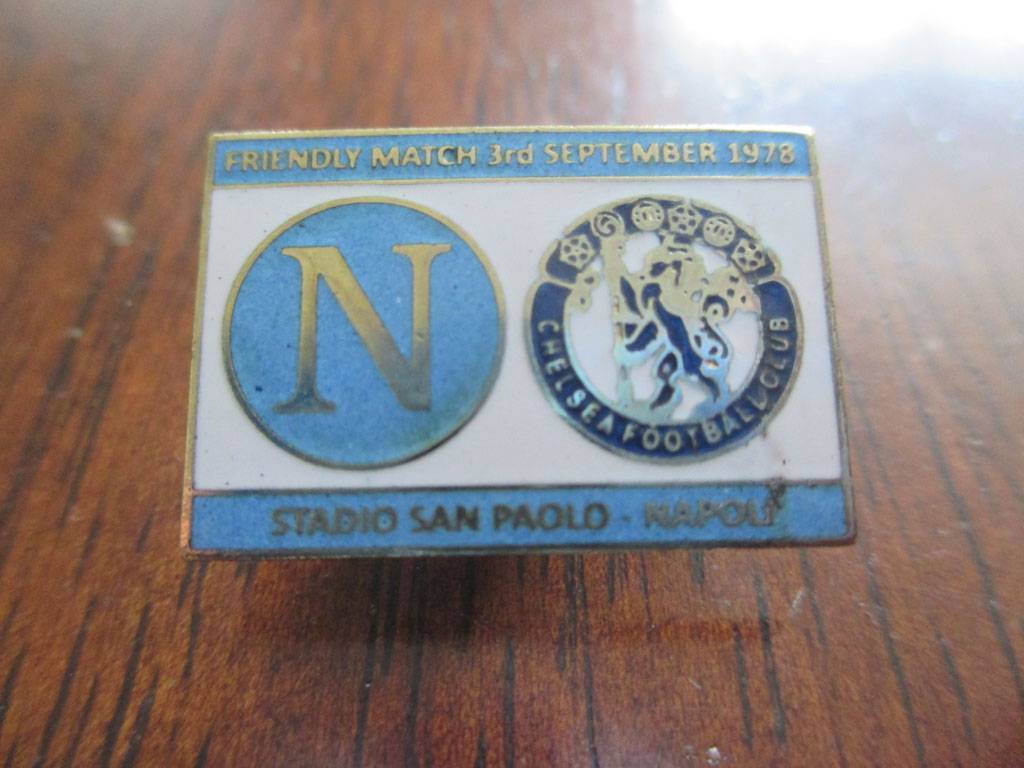 FRIENDLY MATCH 3rd SEPTEMBER 1978
N
CHELSEA FOOTBALL CLUB
STADIO SAN PAOLO - NAPOLI